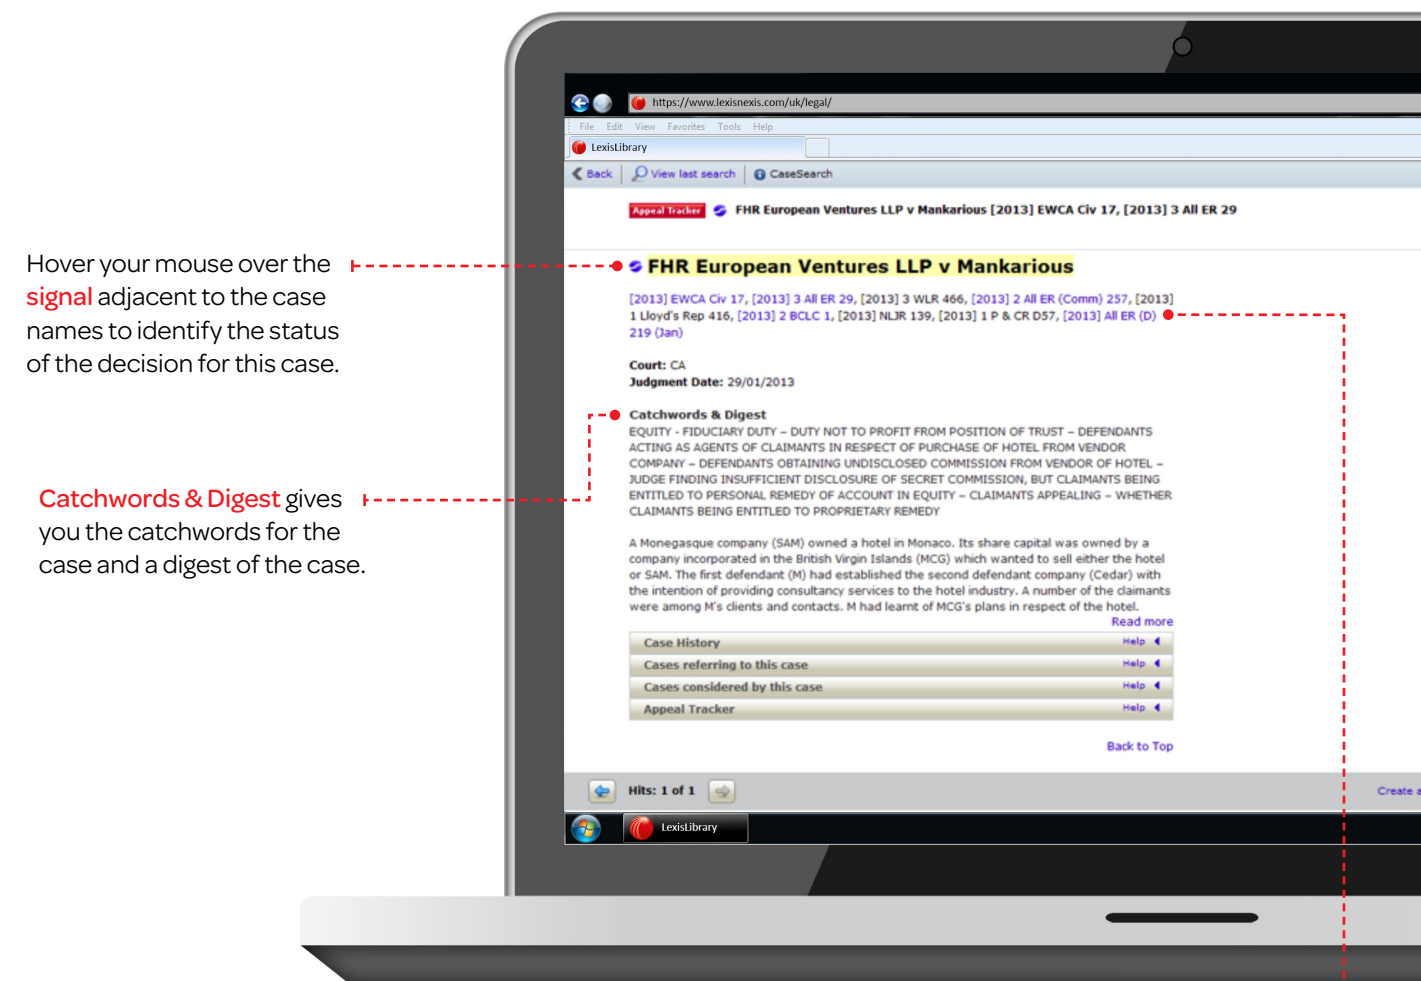 https://www.lexisnexis.com/uk/legal/
File Edit View Favorites Tools Help
LexisLibrary
Back View last search CaseSearch
Appeal Tracker FHR European Ventures LLP v Mankarious [2013] EWCA Civ 17, [2013] 3 All ER 29
Hover your mouse over the
signal adjacent to the case
names to identify the status
of the decision for this case.
FHR European Ventures LLP v Mankarious
[2013] EWCA Civ 17, [2013] 3 All ER 29, [2013] 3 WLR 466, [2013] 2 All ER (Comm) 257, [2013]
1 Lloyd's Rep 416, [2013] 2 BCLC 1, [2013] NLJR 139, [2013] 1 P & CR D57, [2013] All ER (D)
219 (Jan)
Court: CA
Judgment Date: 29/01/2013
Catchwords & Digest gives
you the catchwords for the
case and a digest of the case.
Catchwords & Digest
EQUITY - FIDUCIARY DUTY – DUTY NOT TO PROFIT FROM POSITION OF TRUST – DEFENDANTS
ACTING AS AGENTS OF CLAIMANTS IN RESPECT OF PURCHASE OF HOTEL FROM VENDOR
COMPANY – DEFENDANTS OBTAINING UNDISCLOSED COMMISSION FROM VENDOR OF HOTEL –
JUDGE FINDING INSUFFICIENT DISCLOSURE OF SECRET COMMISSION, BUT CLAIMANTS BEING
ENTITLED TO PERSONAL REMEDY OF ACCOUNT IN EQUITY – CLAIMANTS APPEALING – WHETHER
CLAIMANTS BEING ENTITLED TO PROPRIETARY REMEDY
A Monegasque company (SAM) owned a hotel in Monaco. Its share capital was owned by a
company incorporated in the British Virgin Islands (MCG) which wanted to sell either the hotel
or SAM. The first defendant (M) had established the second defendant company (Cedar) with
the intention of providing consultancy services to the hotel industry. A number of the claimants
were among M's clients and contacts. M had learnt of MCG's plans in respect of the hotel.
Read more
Case History Help
Cases referring to this case Help
Cases considered by this case Help
Appeal Tracker Help
Back to Top
Hits: 1 of 1 Create a
LexisLibrary